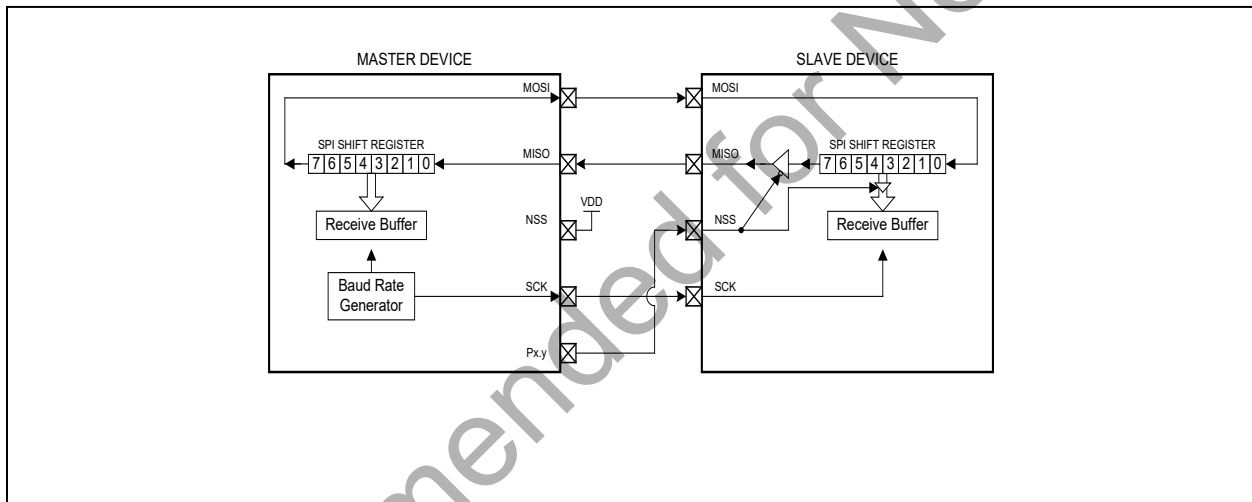 MASTER DEVICE SLAVE DEVICE
MOSI MOSI
SPI SHIFT REGISTER MISO MISO SPI SHIFT REGISTER
7 6 5 4 3 2 1 0 7 6 5 4 3 2 1 0
VDD
Receive Buffer NSS NSS Receive Buffer
Baud Rate
Generator
SCK SCK
Px.y
mended for N